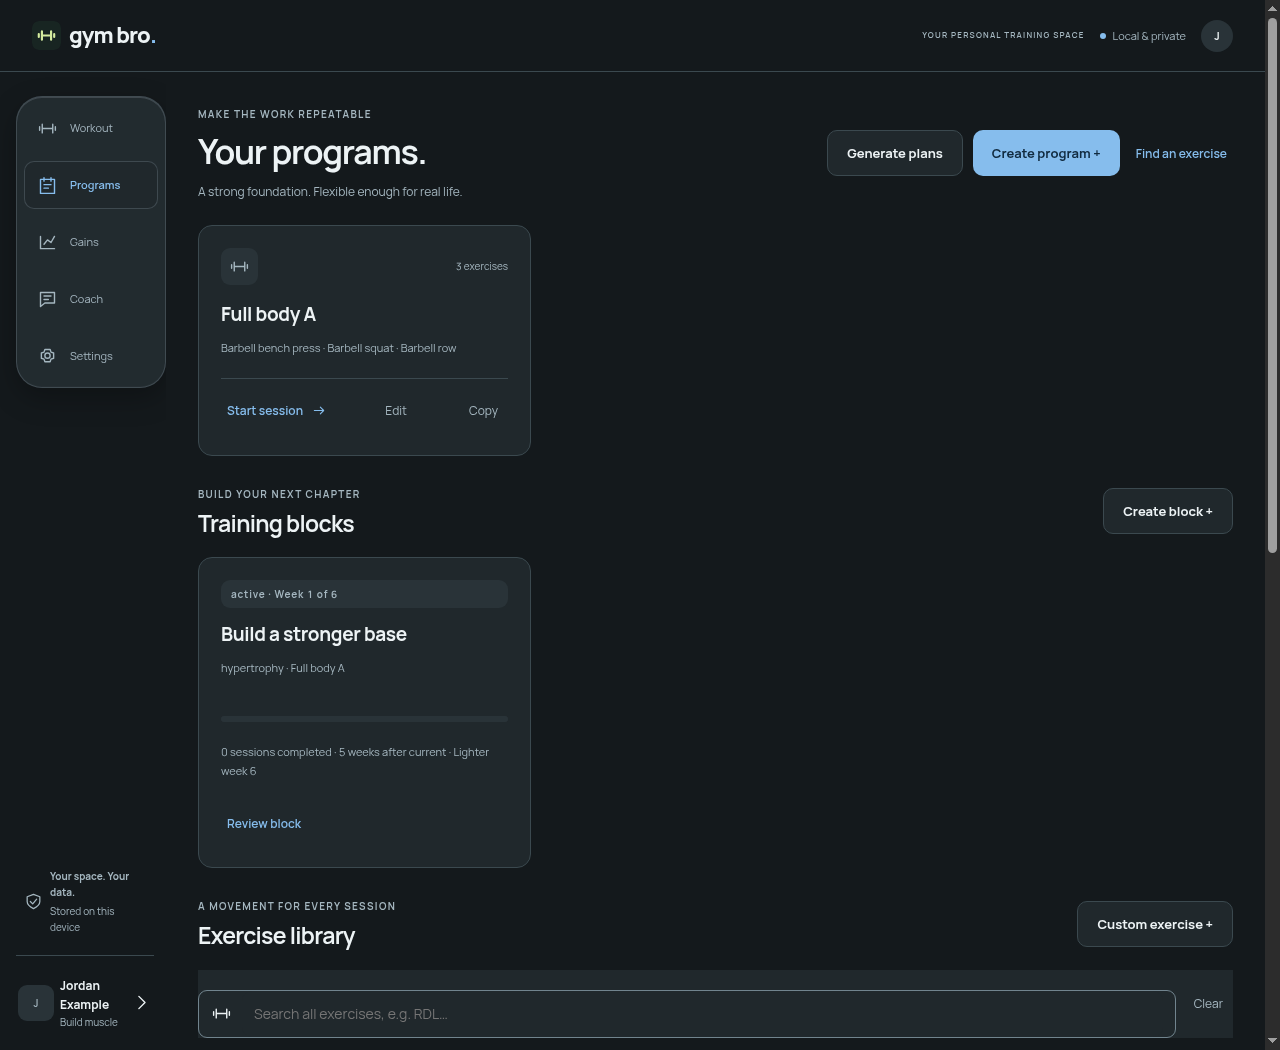 gym bro.
YOUR PERSONAL TRAINING SPACE
Local & private
J
Workout
Programs
Gains
Coach
Settings
Your space. Your
data.
Stored on this
device
J
Jordan
Example
Build muscle
MAKE THE WORK REPEATABLE
Your programs.
A strong foundation. Flexible enough for real life.
Generate plans
Create program +
Find an exercise
3 exercises
Full body A
Barbell bench press · Barbell squat · Barbell row
Start session →
Edit
Copy
BUILD YOUR NEXT CHAPTER
Training blocks
Create block +
active · Week 1 of 6
Build a stronger base
hypertrophy · Full body A
0 sessions completed · 5 weeks after current · Lighter
week 6
Review block
A MOVEMENT FOR EVERY SESSION
Exercise library
Custom exercise +
Search all exercises, e.g. RDL…
Clear